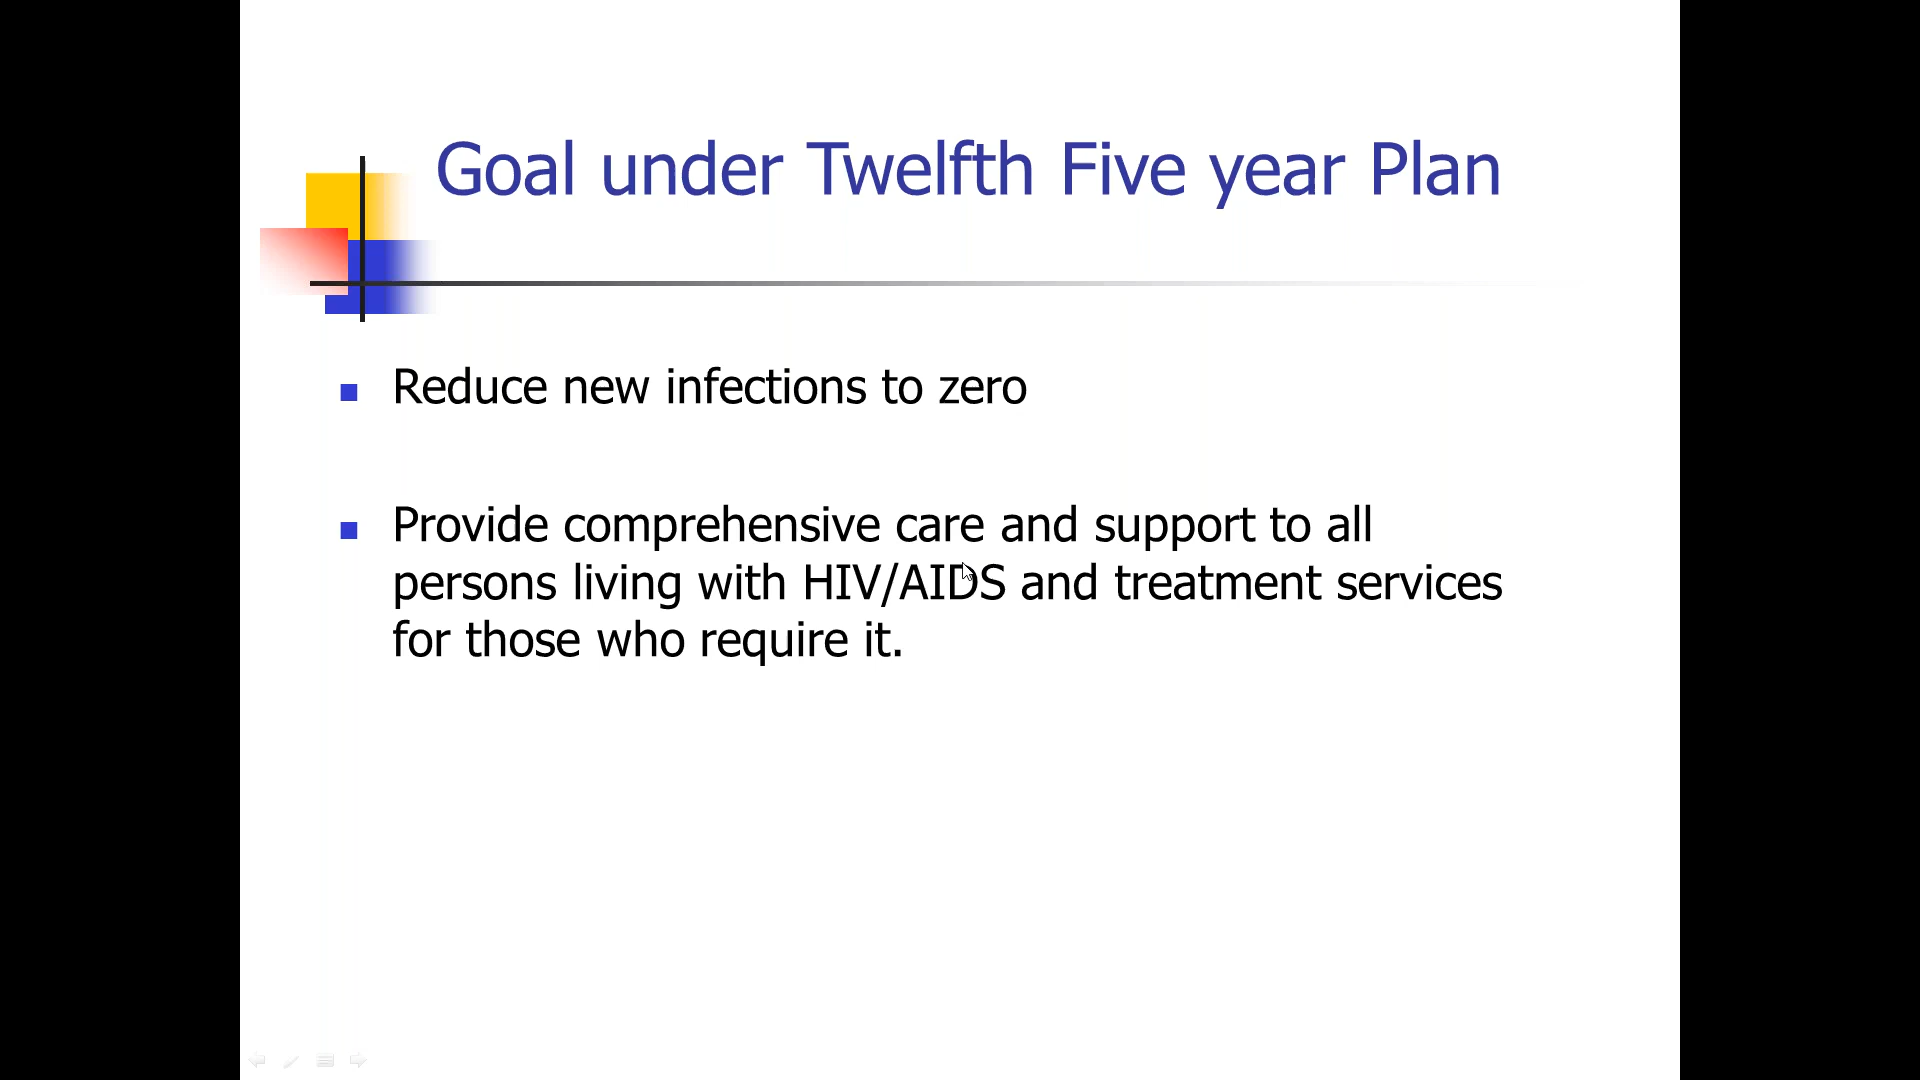 Goal under Twelfth Five year Plan
Reduce new infections to zero
Provide comprehensive care and support to all
persons living with HIV/AIDS and treatment services
for those who require it.